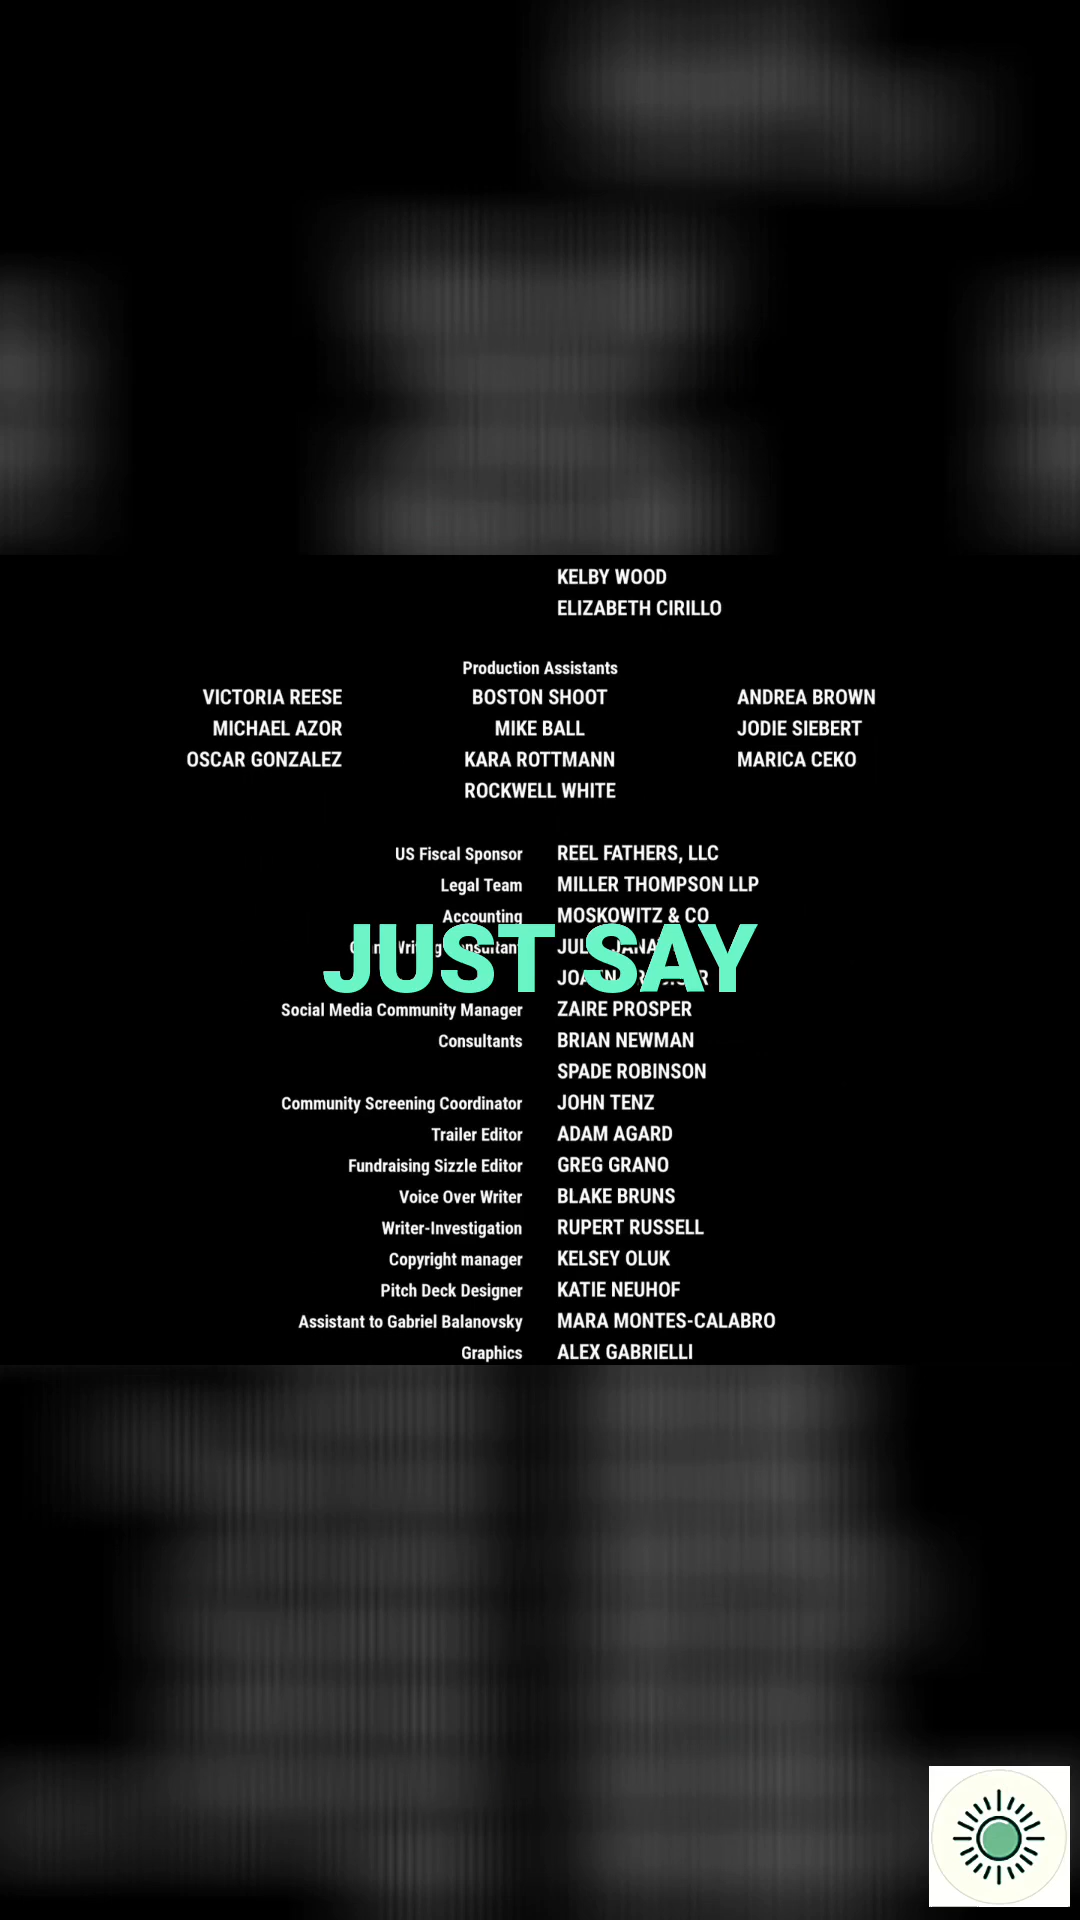 KELBY WOOD
ELIZABETH CIRILLO
Production Assistants
VICTORIA REESE BOSTON SHOOT ANDREA BROWN
MICHAEL AZOR MIKE BALL JODIE SIEBERT
OSCAR GONZALEZ KARA ROTTMANN MARICA CEKO
ROCKWELL WHITE
US Fiscal Sponsor REEL FATHERS, LLC
Legal Team MILLER THOMPSON LLP
Accounting MOSKOWITZ & CO
JUST SAY
Social Media Community Manager ZAIRE PROSPER
Consultants BRIAN NEWMAN
SPADE ROBINSON
Community Screening Coordinator JOHN TENZ
Trailer Editor ADAM AGARD
Fundraising Sizzle Editor GREG GRANO
Voice Over Writer BLAKE BRUNS
Writer-Investigation RUPERT RUSSELL
Copyright manager KELSEY OLUK
Pitch Deck Designer KATIE NEUHOF
Assistant to Gabriel Balanovsky MARA MONTES-CALABRO
Graphics ALEX GABRIELLI